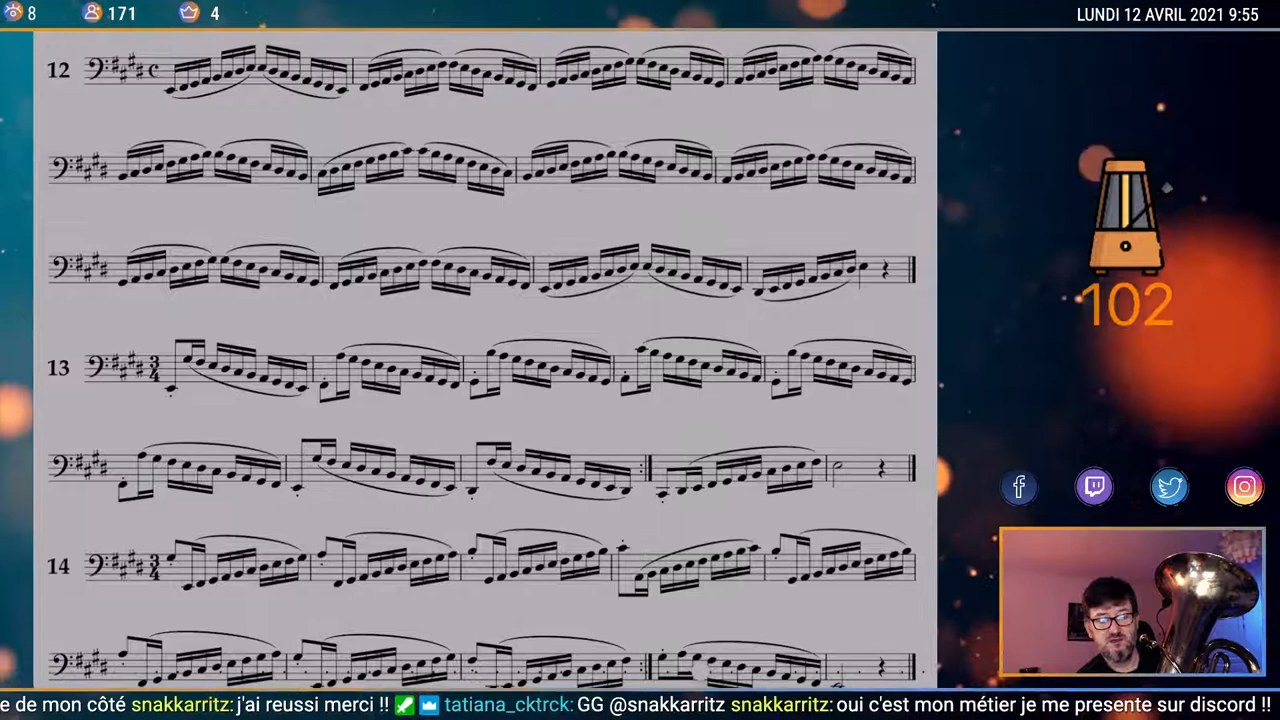 8 171 4 LUNDI 12 AVRIL 2021 9:55
12
13
102
14
e de mon côté snakkarritz: j'ai reussi merci !! tatiana_cktrck: GG @snakkarritz snakkarritz: oui c'est mon métier je me presente sur discord !!